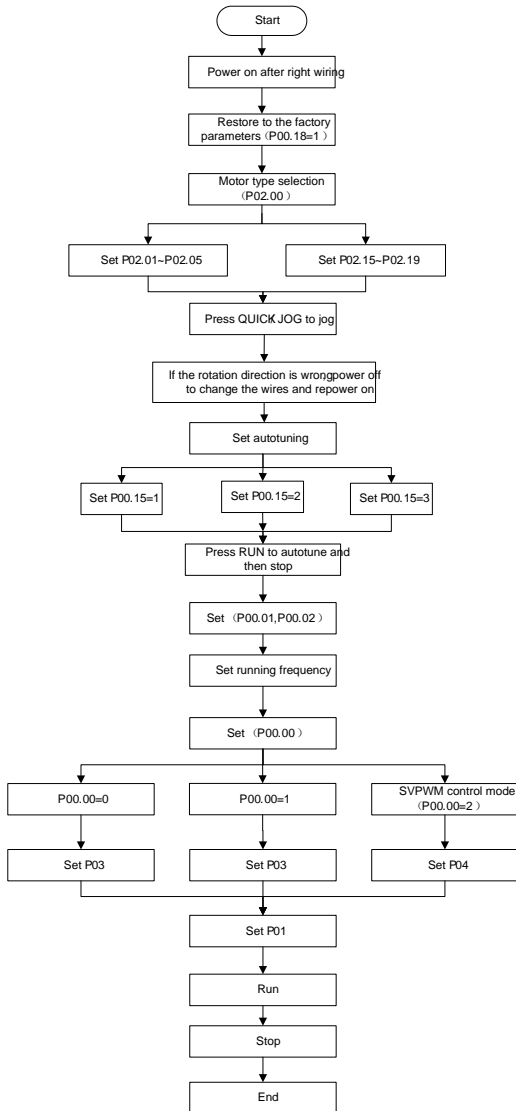 Start
Power on after right wiring
Restore to the factory
parameters（P00.18=1）
Motor type selection
（P02.00）
Set P02.01~P02.05
Set P02.15~P02.19
Press QUICK JOG to jog
If the rotation direction is wrong,power off
to change the wires and repower on
Set autotuning
Set P00.15=1
Set P00.15=2
Set P00.15=3
Press RUN to autotune and
then stop
Set （P00.01,P00.02）
Set running frequency
Set （P00.00）
P00.00=0
P00.00=1
SVPWM control mode
（P00.00=2）
Set P03
Set P03
Set P04
Set P01
Run
Stop
End